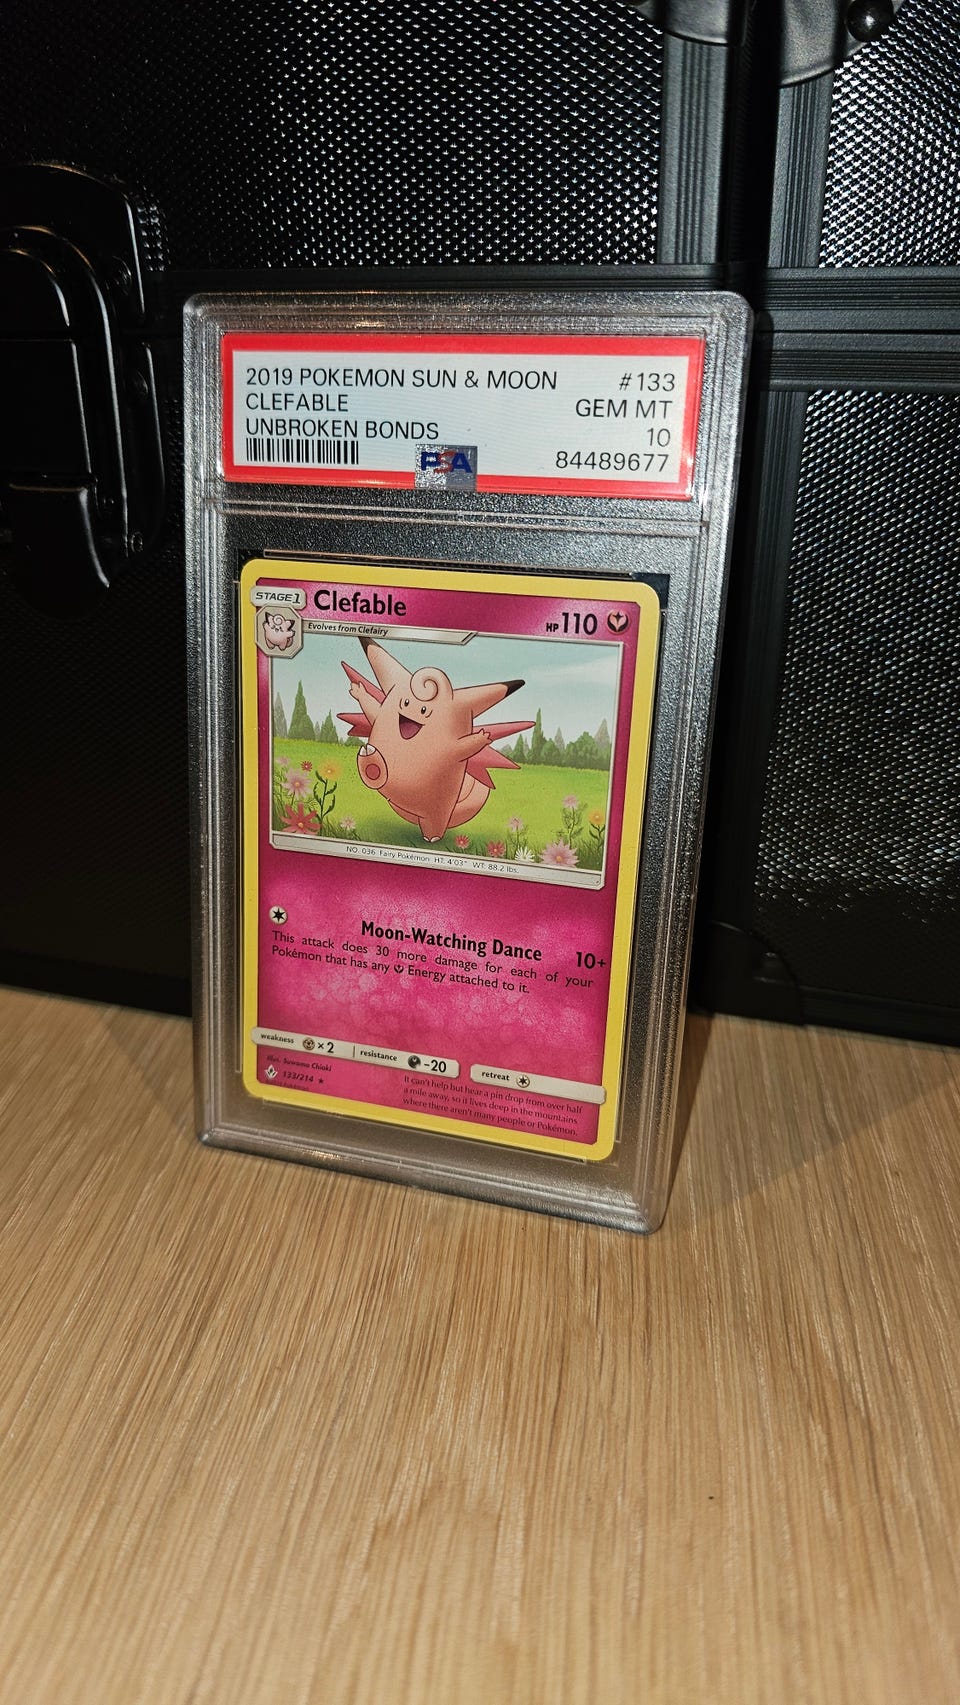 2019 POKEMON SUN & MOON #133
CLEFABLE GEM MT
UNBROKEN BONDS 10
PSA 84489677
STAGE 1 Clefable HP 110
Evolves from Clefairy
NO. 036 Fairy Pokémon HT: 4'03" WT: 88.2 lbs.
Moon-Watching Dance 10+
This attack does 30 more damage for each of your
Pokémon that has any Energy attached to it.
weakness ×2 resistance -20 retreat
Illus. Suwama Chiaki
133/214 ★
It can't help but hear a pin drop from over half
a mile away, so it lives deep in the mountains
where there aren't many people or Pokémon.